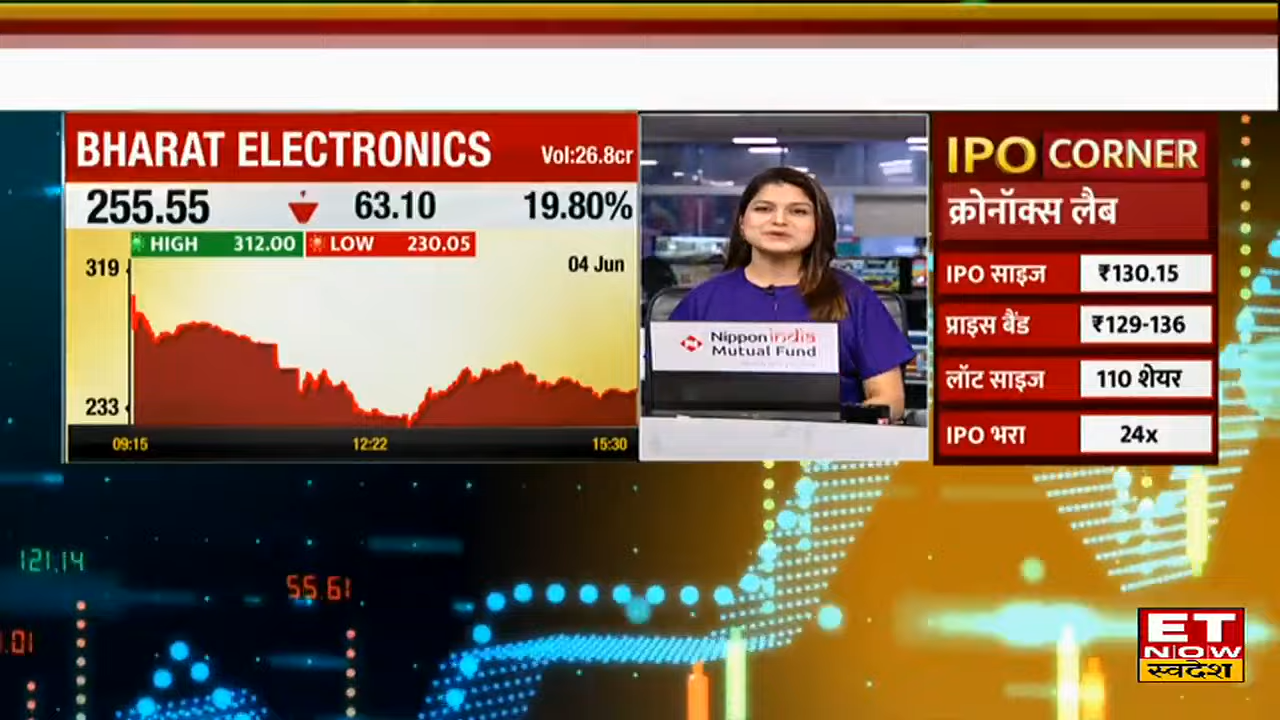 BHARAT ELECTRONICS
Vol:26.8cr
255.55 63.10 19.80%
HIGH 312.00 LOW 230.05
319
04 Jun
233
09:15 12:22 15:30
Nippon india
Mutual Fund
IPO CORNER
क्रोनॉक्स लैब
IPO साइज ₹130.15
प्राइस बैंड ₹129-136
लॉट साइज 110 शेयर
IPO भरा 24x
121.14
55.61
.01
ET
NOW
स्वदेश